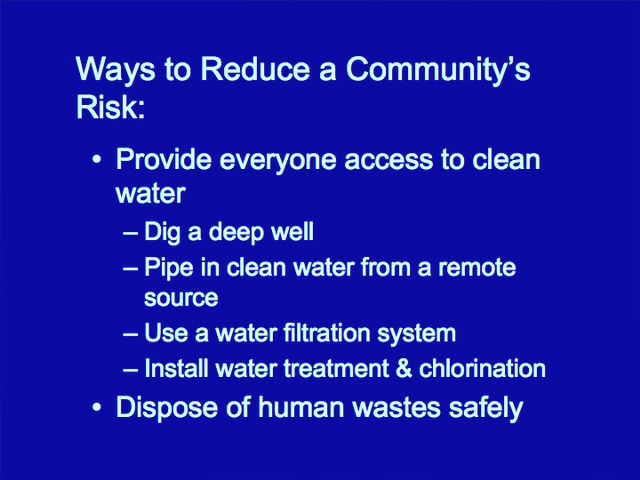 Ways to Reduce a Community's
Risk:
• Provide everyone access to clean
water
– Dig a deep well
– Pipe in clean water from a remote
source
– Use a water filtration system
– Install water treatment & chlorination
• Dispose of human wastes safely